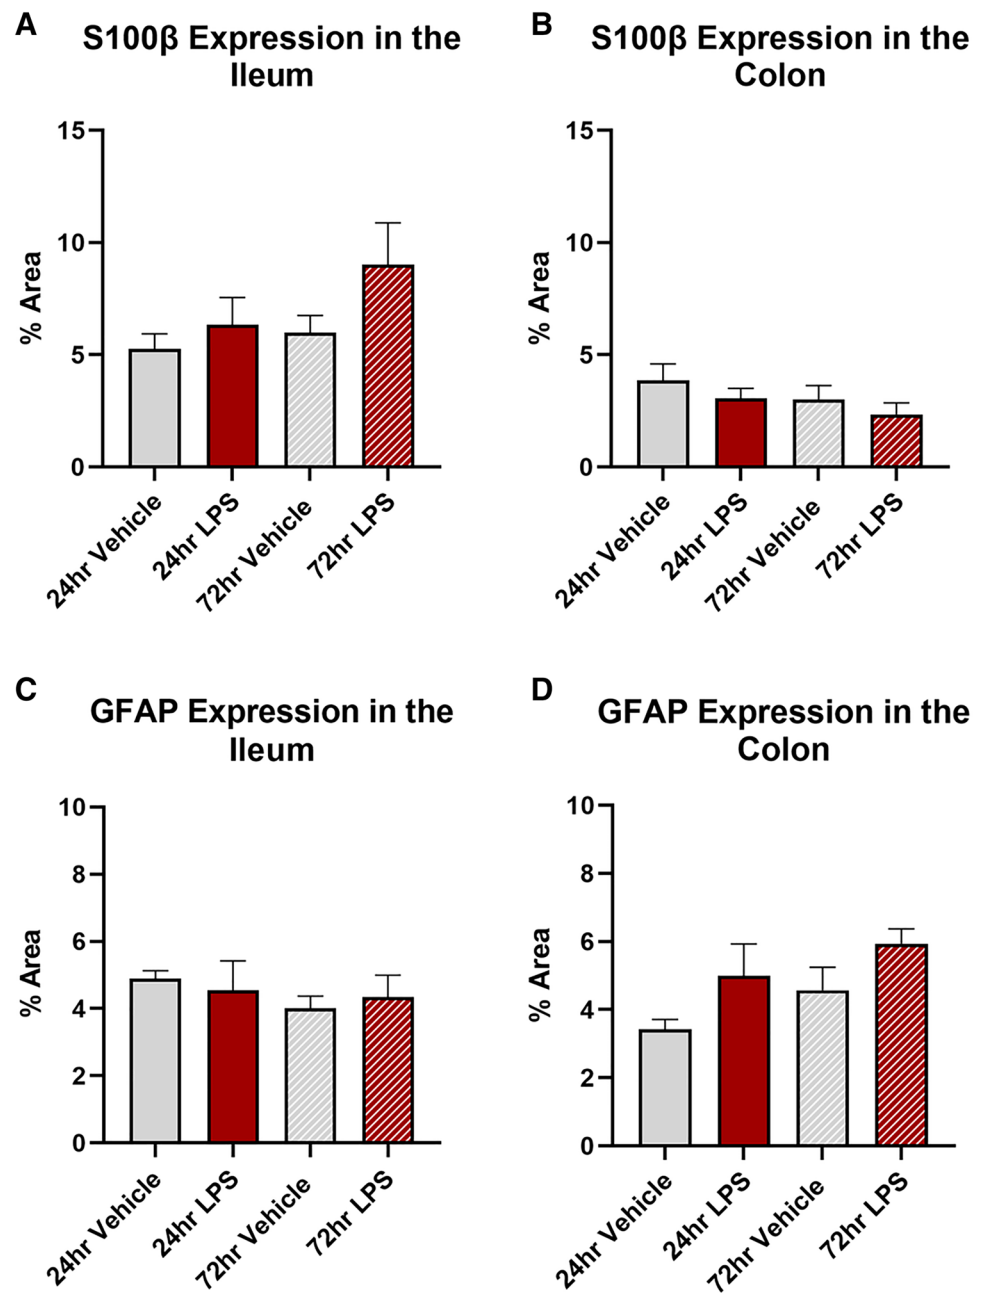 A
S100β Expression in the
Ileum
15
10
5
0
% Area
24hr Vehicle
24hr LPS
72hr Vehicle
72hr LPS
B
S100β Expression in the
Colon
15
10
5
0
% Area
24hr Vehicle
24hr LPS
72hr Vehicle
72hr LPS
C
GFAP Expression in the
Ileum
10
8
6
4
2
0
% Area
24hr Vehicle
24hr LPS
72hr Vehicle
72hr LPS
D
GFAP Expression in the
Colon
10
8
6
4
2
0
% Area
24hr Vehicle
24hr LPS
72hr Vehicle
72hr LPS